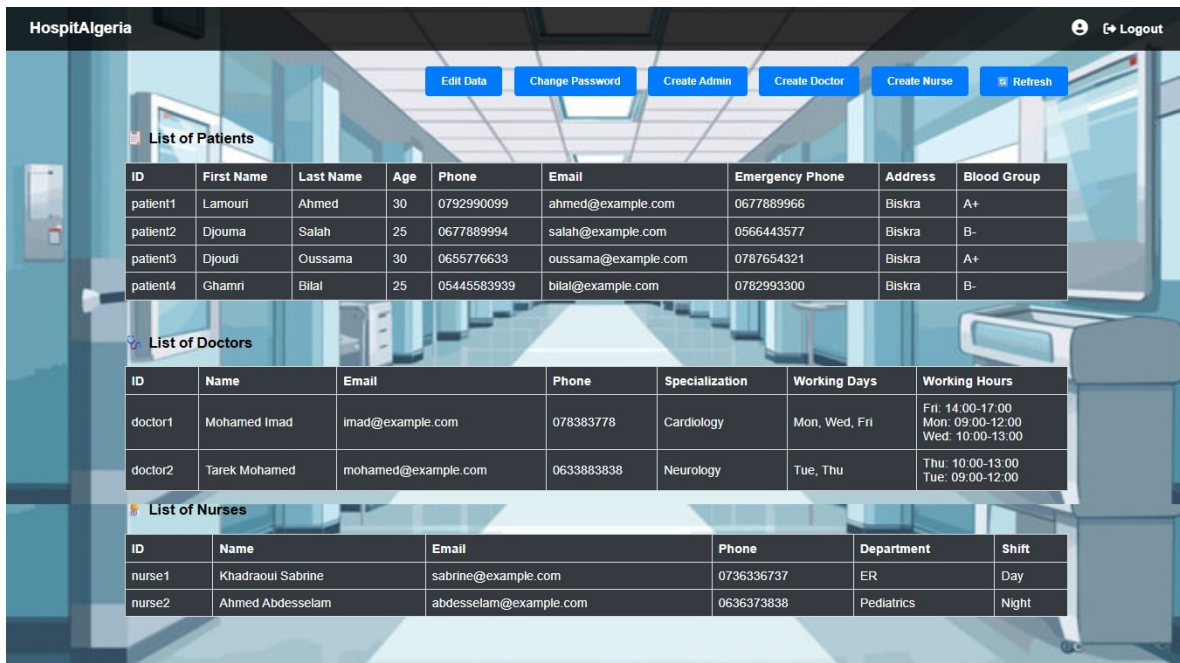 HospitAlgeria
Logout
Edit Data Change Password Create Admin Create Doctor Create Nurse Refresh
List of Patients
ID First Name Last Name Age Phone Email Emergency Phone Address Blood Group
patient1 Lamouri Ahmed 30 0792990099 ahmed@example.com 0677889966 Biskra A+
patient2 Djouma Salah 25 0677889994 salah@example.com 0566443577 Biskra B-
patient3 Djoudi Oussama 30 0655776633 oussama@example.com 0787654321 Biskra A+
patient4 Ghamri Bilal 25 05445583939 bilal@example.com 0782993300 Biskra B-
List of Doctors
ID Name Email Phone Specialization Working Days Working Hours
doctor1 Mohamed Imad imad@example.com 078383778 Cardiology Mon, Wed, Fri Fri: 14:00-17:00
Mon: 09:00-12:00
Wed: 10:00-13:00
doctor2 Tarek Mohamed mohamed@example.com 0633883838 Neurology Tue, Thu Thu: 10:00-13:00
Tue: 09:00-12:00
List of Nurses
ID Name Email Phone Department Shift
nurse1 Khadraoui Sabrine sabrine@example.com 0736336737 ER Day
nurse2 Ahmed Abdesselam abdesselam@example.com 0636373838 Pediatrics Night